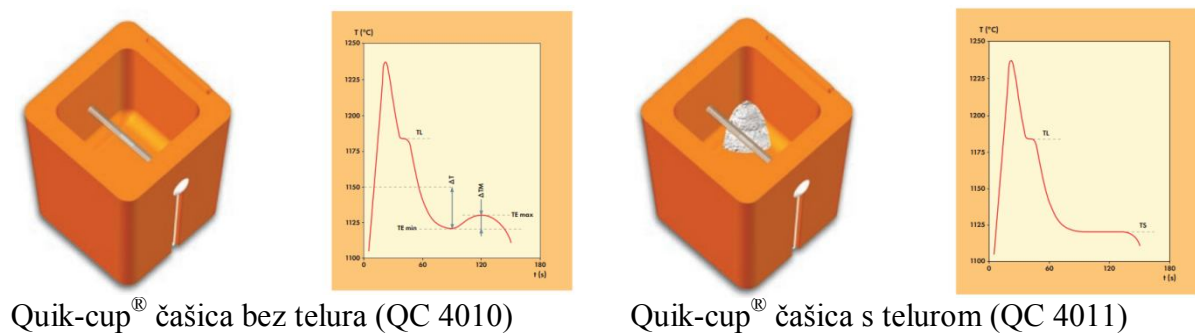 T (°C)
1250
1225
1200
1175
1150
1125
1100
TL
ΔT
ΔTM
TE max
TE min
0
60
120
180
t (s)
T (°C)
1250
1225
1200
1175
1150
1125
1100
TL
TS
0
60
120
180
t (s)
Quik-cup® čašica bez telura (QC 4010)
Quik-cup® čašica s telurom (QC 4011)